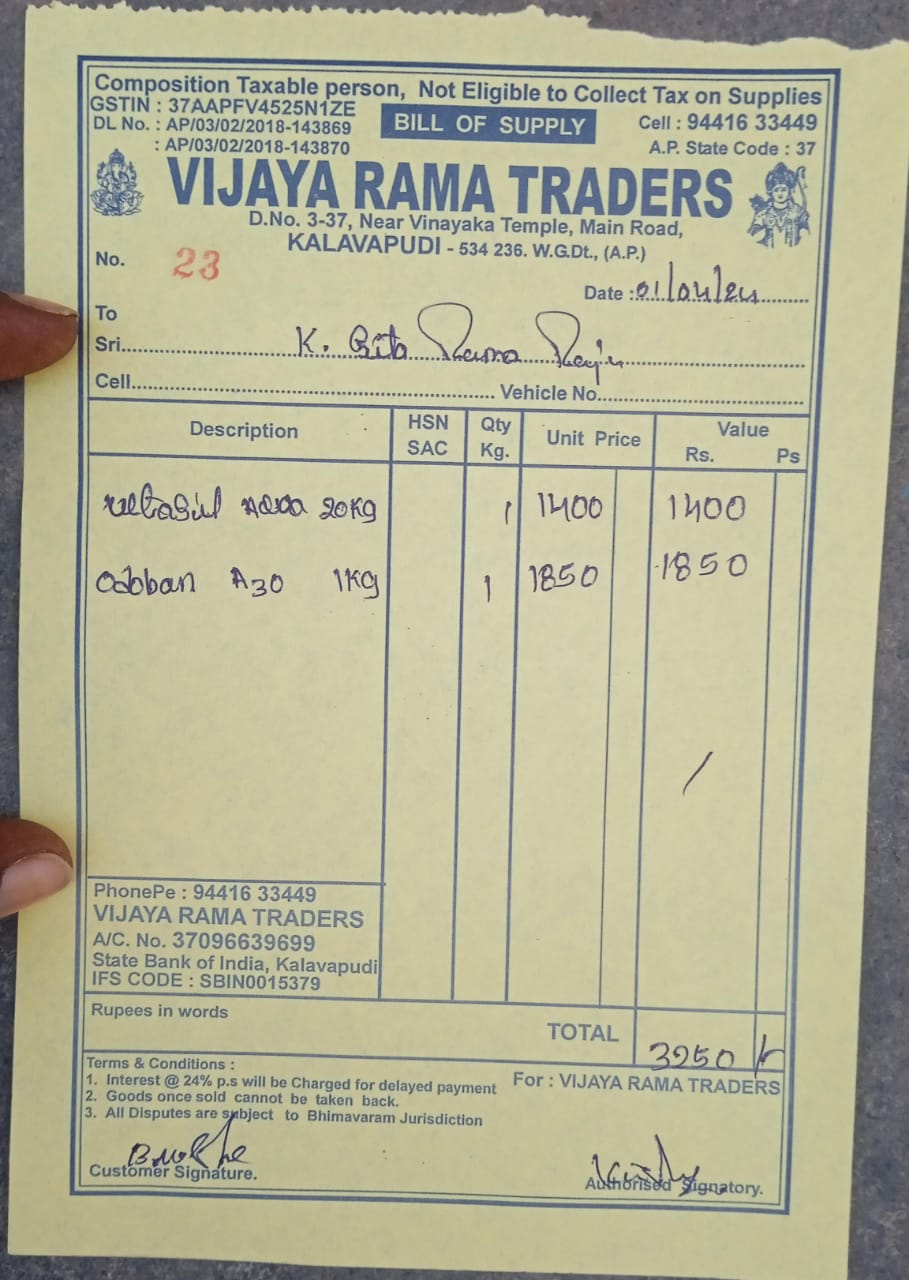 Composition Taxable person, Not Eligible to Collect Tax on Supplies
GSTIN : 37AAPFV4525N1ZE
DL No. : AP/03/02/2018-143869
: AP/03/02/2018-143870
BILL OF SUPPLY
Cell : 94416 33449
A.P. State Code : 37
VIJAYA RAMA TRADERS
D.No. 3-37, Near Vinayaka Temple, Main Road,
KALAVAPUDI - 534 236. W.G.Dt., (A.P.)
No. 23
Date : 01/04/24
To
Sri. K. Rama Raju
Cell. Vehicle No.
Description HSN SAC Qty Kg. Unit Price Value Rs. Ps
20KG 1 1400 1400
Odoban A30 1KG 1 1850 1850
PhonePe : 94416 33449
VIJAYA RAMA TRADERS
A/C. No. 37096639699
State Bank of India, Kalavapudi
IFS CODE : SBIN0015379
Rupees in words
TOTAL 3250
Terms & Conditions :
1. Interest @ 24% p.s will be Charged for delayed payment
2. Goods once sold cannot be taken back.
3. All Disputes are subject to Bhimavaram Jurisdiction
For : VIJAYA RAMA TRADERS
Customer Signature.
Authorised Signatory.